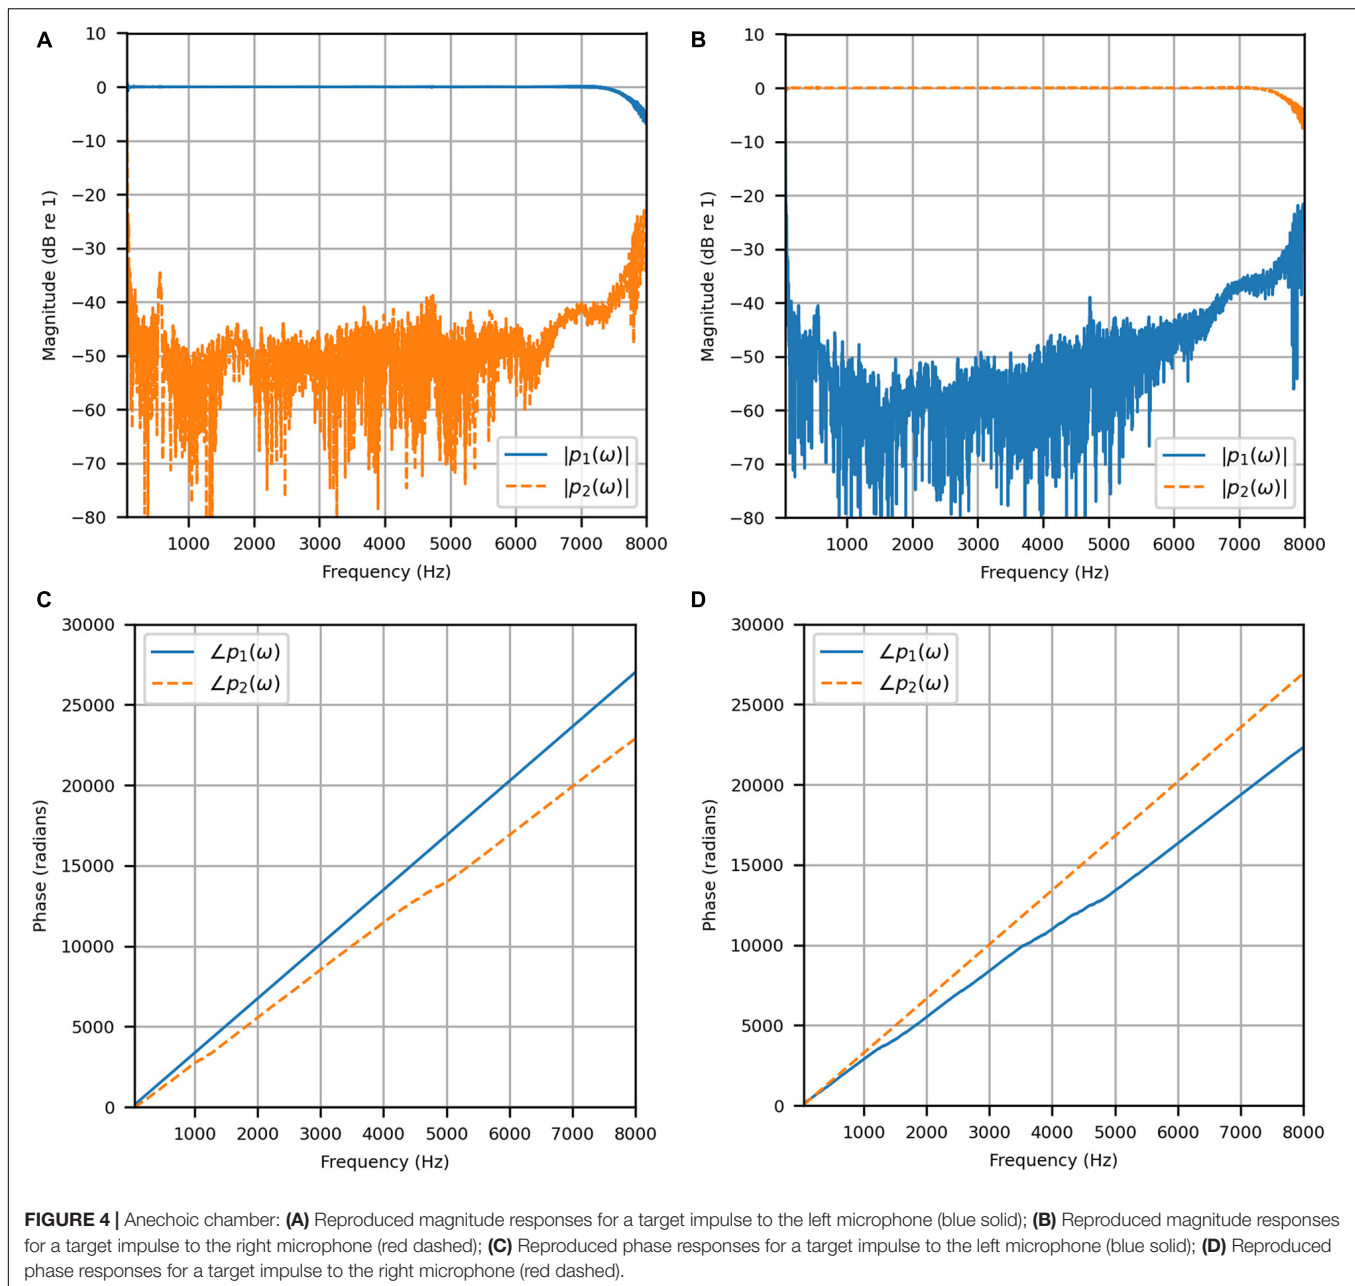 A
10
0
−10
−20
−30
−40
−50
−60
−70
−80
Magnitude (dB re 1)
|p1(ω)|
|p2(ω)|
1000 2000 3000 4000 5000 6000 7000 8000
Frequency (Hz)
B
10
0
−10
−20
−30
−40
−50
−60
−70
−80
Magnitude (dB re 1)
|p1(ω)|
|p2(ω)|
1000 2000 3000 4000 5000 6000 7000 8000
Frequency (Hz)
C
30000
25000
20000
15000
10000
5000
0
Phase (radians)
∠p1(ω)
∠p2(ω)
1000 2000 3000 4000 5000 6000 7000 8000
Frequency (Hz)
D
30000
25000
20000
15000
10000
5000
0
Phase (radians)
∠p1(ω)
∠p2(ω)
1000 2000 3000 4000 5000 6000 7000 8000
Frequency (Hz)
FIGURE 4 | Anechoic chamber: (A) Reproduced magnitude responses for a target impulse to the left microphone (blue solid); (B) Reproduced magnitude responses
for a target impulse to the right microphone (red dashed); (C) Reproduced phase responses for a target impulse to the left microphone (blue solid); (D) Reproduced
phase responses for a target impulse to the right microphone (red dashed).